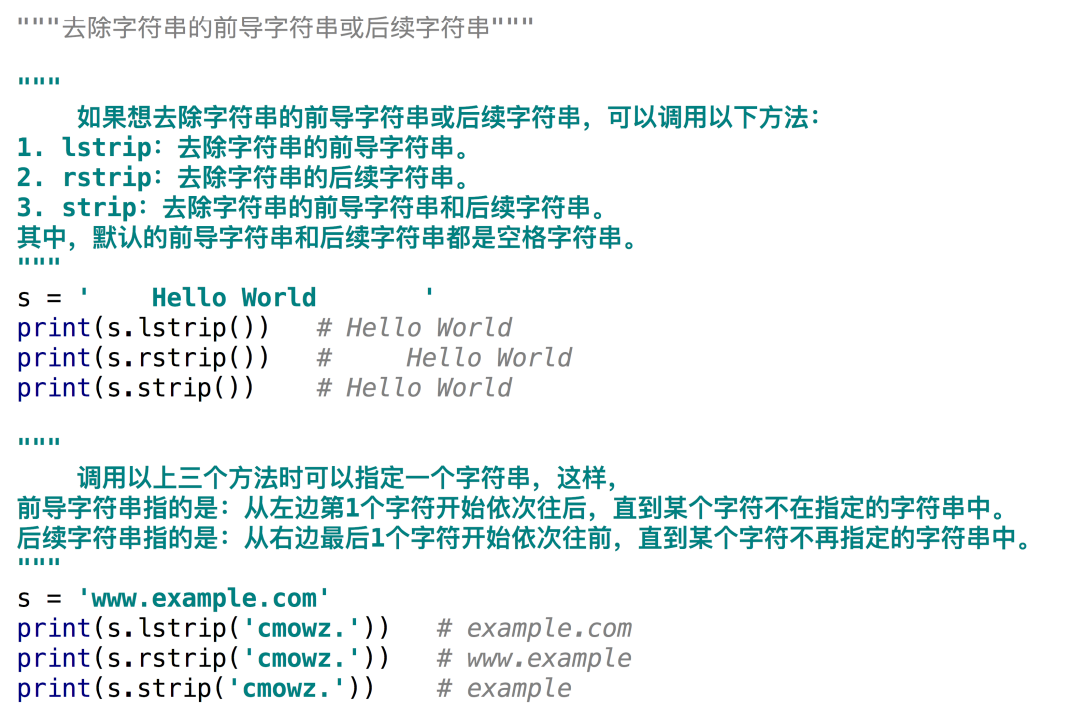 """去除字符串的前导字符串或后续字符串"""
"""
    如果想去除字符串的前导字符串或后续字符串，可以调用以下方法：
1. lstrip：去除字符串的前导字符串。
2. rstrip：去除字符串的后续字符串。
3. strip：去除字符串的前导字符串和后续字符串。
其中，默认的前导字符串和后续字符串都是空格字符串。
"""
s = '    Hello World       '
print(s.lstrip())   # Hello World
print(s.rstrip())   #     Hello World
print(s.strip())    # Hello World
"""
    调用以上三个方法时可以指定一个字符串，这样，
前导字符串指的是：从左边第1个字符开始依次往后，直到某个字符不在指定的字符串中。
后续字符串指的是：从右边最后1个字符开始依次往前，直到某个字符不再指定的字符串中。
"""
s = 'www.example.com'
print(s.lstrip('cmowz.'))   # example.com
print(s.rstrip('cmowz.'))   # www.example
print(s.strip('cmowz.'))    # example